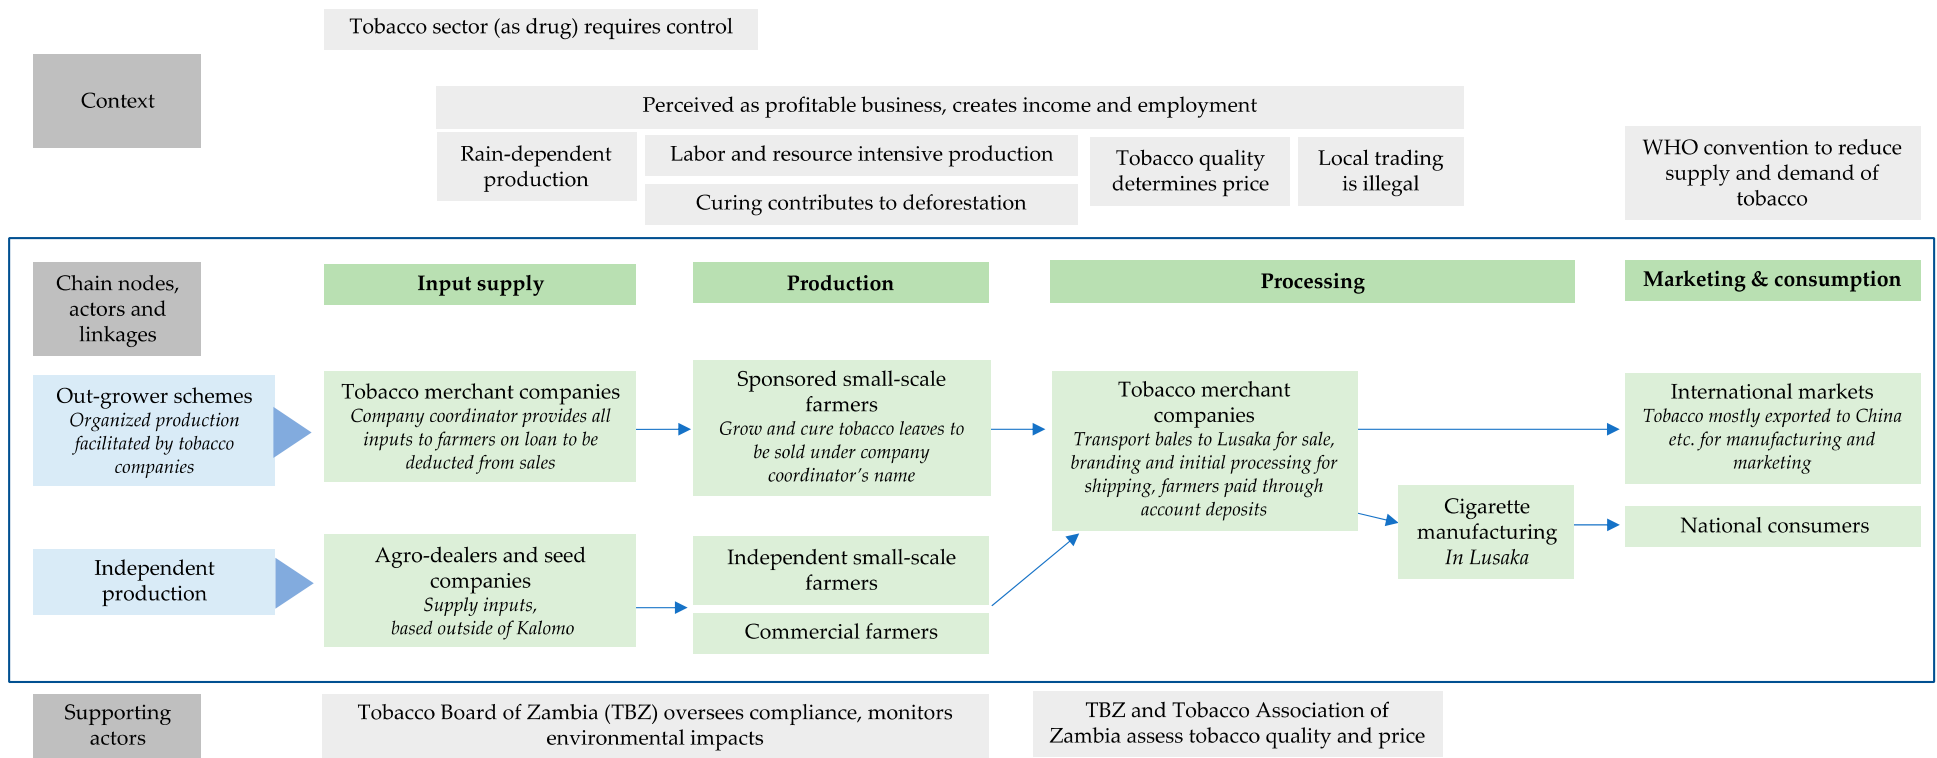 Tobacco sector (as drug) requires control
Context
Perceived as profitable business, creates income and employment
Rain-dependent
production
Labor and resource intensive production
Curing contributes to deforestation
Tobacco quality
determines price
Local trading
is illegal
WHO convention to reduce
supply and demand of
tobacco
Chain nodes,
actors and
linkages
Input supply
Production
Processing
Marketing & consumption
Out-grower schemes
Organized production
facilitated by tobacco
companies
Tobacco merchant companies
Company coordinator provides all
inputs to farmers on loan to be
deducted from sales
Sponsored small-scale
farmers
Grow and cure tobacco leaves to
be sold under company
coordinator’s name
Tobacco merchant
companies
Transport bales to Lusaka for sale,
branding and initial processing for
shipping, farmers paid through
account deposits
International markets
Tobacco mostly exported to China
etc. for manufacturing and
marketing
Cigarette
manufacturing
In Lusaka
National consumers
Independent
production
Agro-dealers and seed
companies
Supply inputs,
based outside of Kalomo
Independent small-scale
farmers
Commercial farmers
Supporting
actors
Tobacco Board of Zambia (TBZ) oversees compliance, monitors
environmental impacts
TBZ and Tobacco Association of
Zambia assess tobacco quality and price